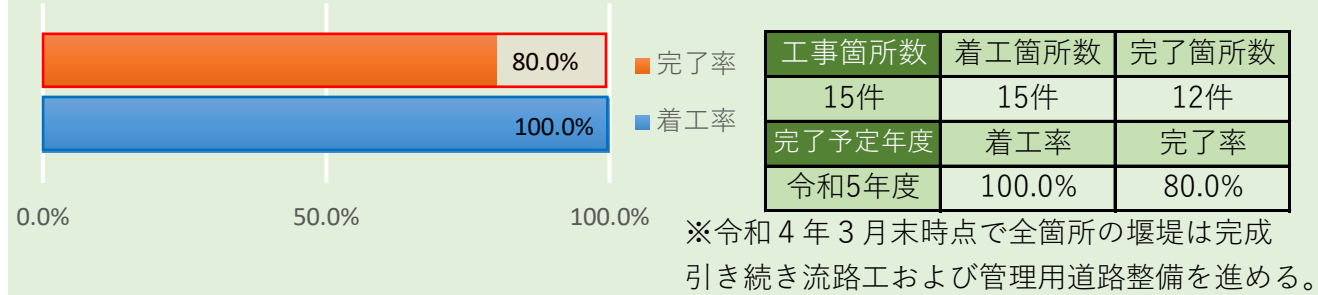 80.0%
100.0%
0.0% 50.0% 100.0%
完了率
着工率
工事箇所数 着工箇所数 完了箇所数
15件 15件 12件
完了予定年度 着工率 完了率
令和5年度 100.0% 80.0%
※令和４年３月末時点で全箇所の堰堤は完成
引き続き流路工および管理用道路整備を進める。